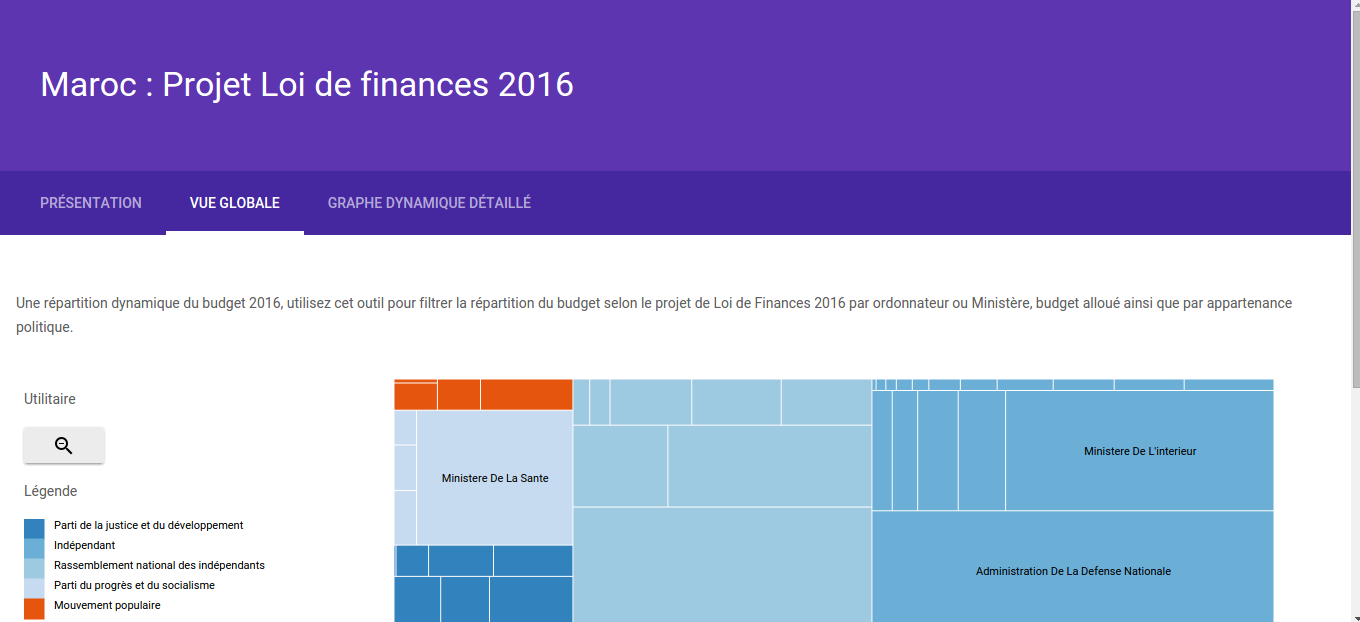 Maroc : Projet Loi de finances 2016
PRÉSENTATION
VUE GLOBALE
GRAPHE DYNAMIQUE DÉTAILLÉ
Une répartition dynamique du budget 2016, utilisez cet outil pour filtrer la répartition du budget selon le projet de Loi de Finances 2016 par ordonnateur ou Ministère, budget alloué ainsi que par appartenance
politique.
Utilitaire
Légende
Parti de la justice et du développement
Indépendant
Rassemblement national des indépendants
Parti du progrès et du socialisme
Mouvement populaire
Ministere De La Sante
Ministere De L'interieur
Administration De La Defense Nationale